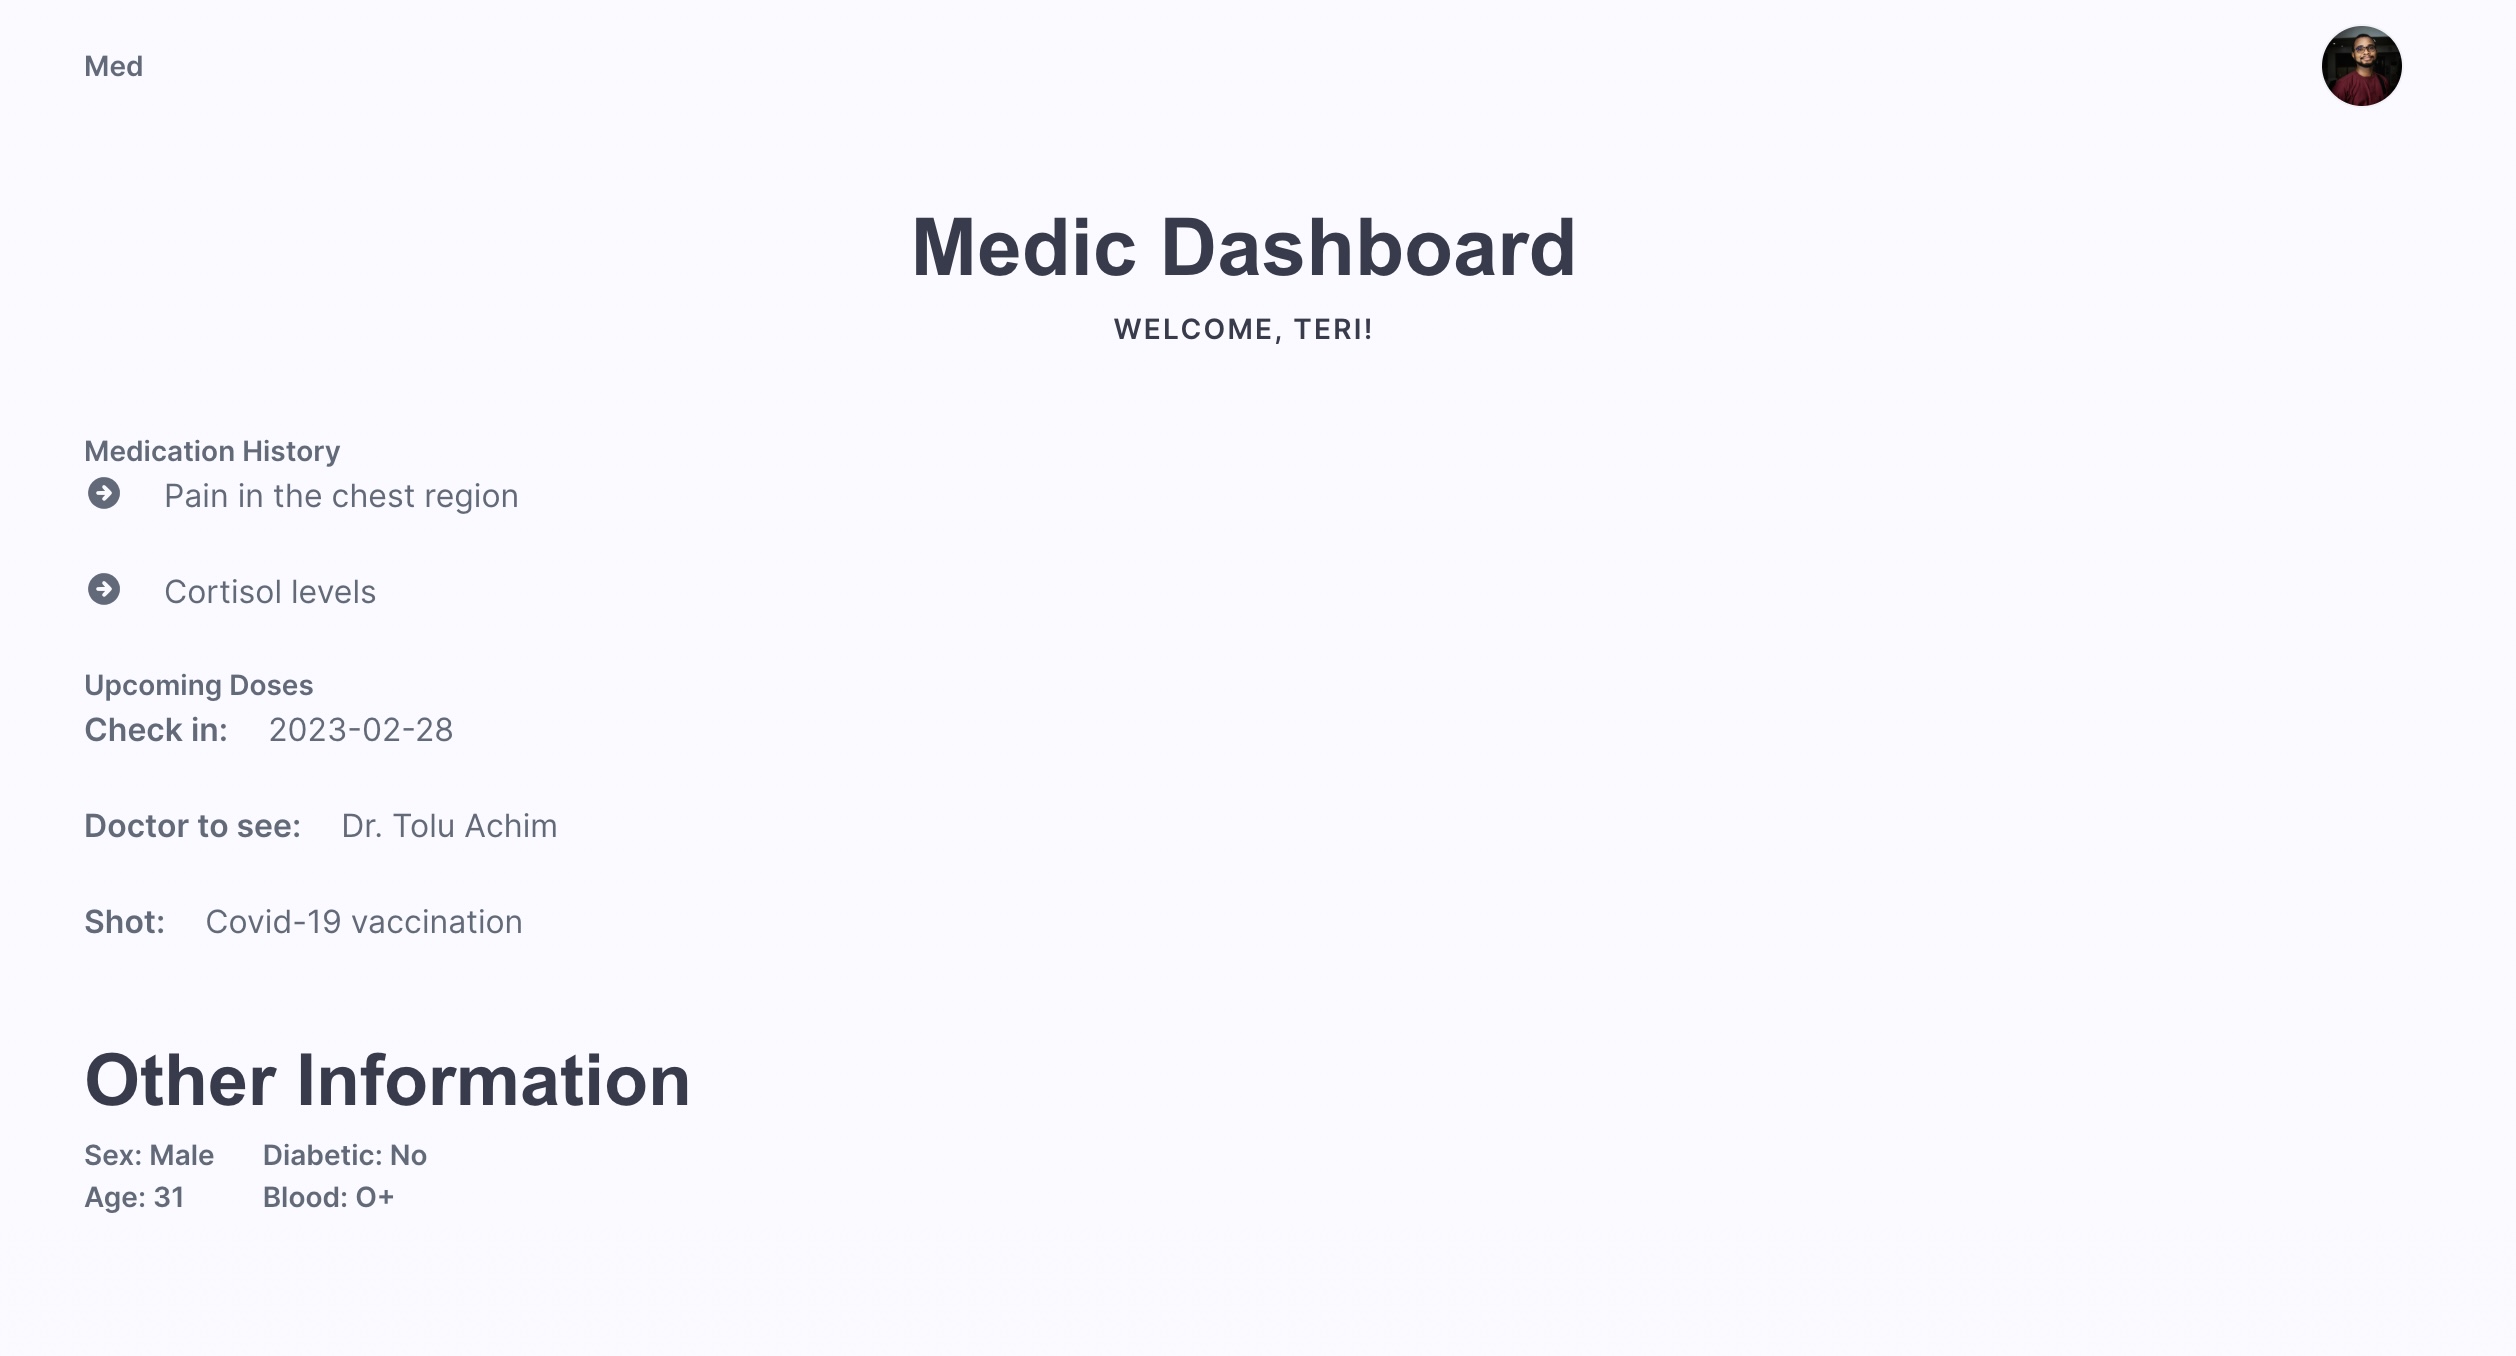 Med
Medic Dashboard
WELCOME, TERI!
Medication History
Pain in the chest region
Cortisol levels
Upcoming Doses
Check in: 2023-02-28
Doctor to see: Dr. Tolu Achim
Shot: Covid-19 vaccination
Other Information
Sex: Male Diabetic: No
Age: 31 Blood: O+